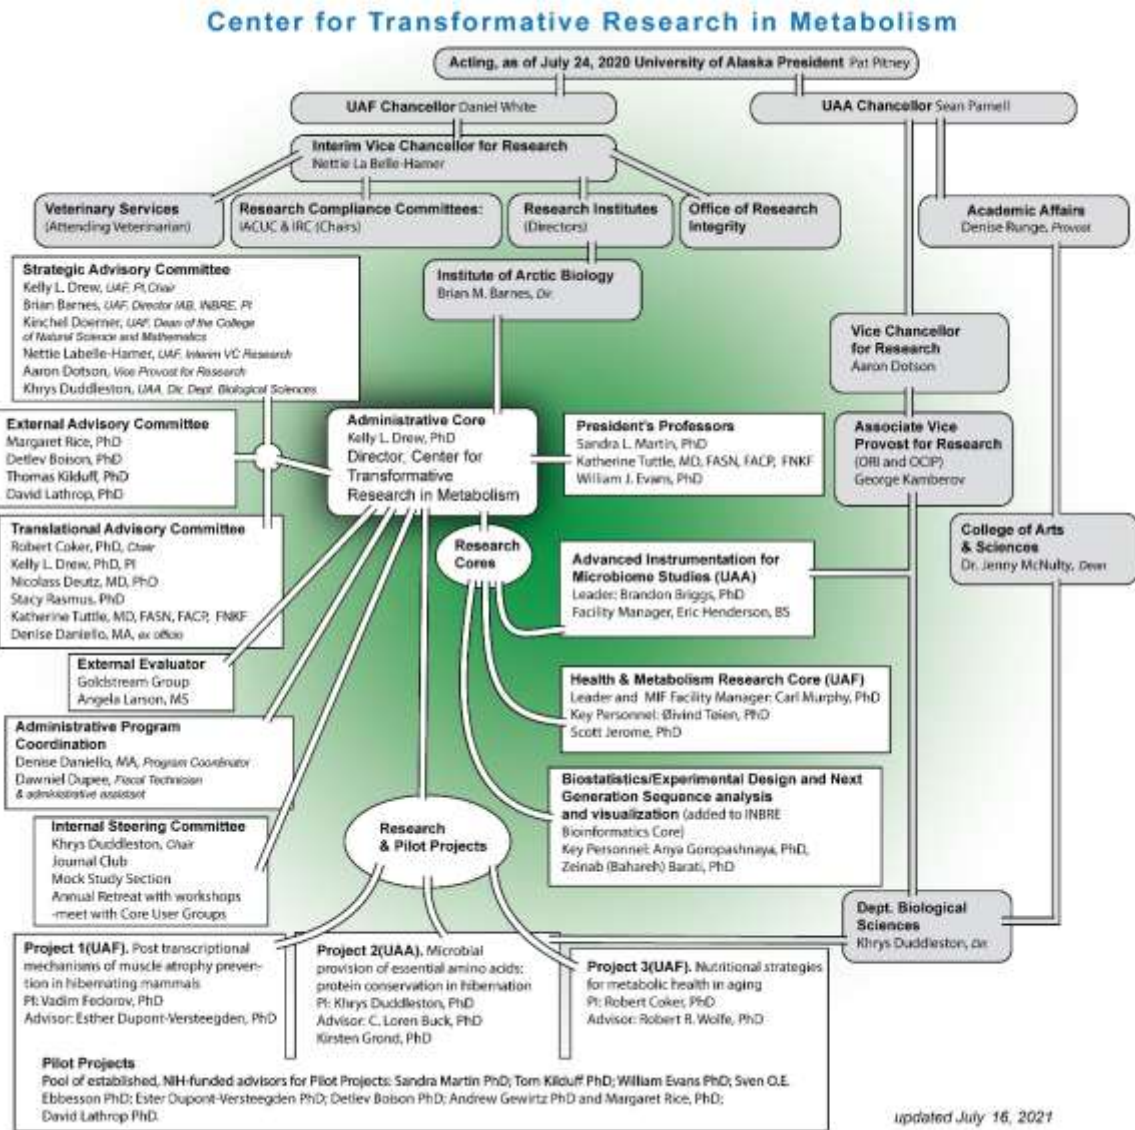 Center for Transformative Research in Metabolism
Acting, as of July 24, 2020 University of Alaska President Pat Pitney
UAF Chancellor Daniel White
UAA Chancellor Sean Parnell
Interim Vice Chancellor for Research
Nettie La Belle-Hamer
Veterinary Services
(Attending Veterinarian)
Research Compliance Committees:
IACUC & IRC (Chairs)
Research Institutes
(Directors)
Office of Research
Integrity
Academic Affairs
Denise Runge, Provost
Strategic Advisory Committee
Kelly L. Drew, UAF, PI,Chair
Brian Barnes, UAF, Director IAB, INBRE, PI
Kinchel Doerner, UAF, Dean of the College
of Natural Science and Mathematics
Nettie Labelle-Hamer, UAF, Interim VC Research
Aaron Dotson, Vice Provost for Research
Khrys Duddleston, UAA, Dir, Dept. Biological Sciences
Institute of Arctic Biology
Brian M. Barnes, Dir.
Vice Chancellor
for Research
Aaron Dotson
External Advisory Committee
Margaret Rice, PhD
Detlev Boison, PhD
Thomas Kilduff, PhD
David Lathrop, PhD
Administrative Core
Kelly L. Drew, PhD
Director, Center for
Transformative
Research in Metabolism
President's Professors
Sandra L. Martin, PhD
Katherine Tuttle, MD, FASN, FACP, FNKF
William J. Evans, PhD
Associate Vice
Provost for Research
(ORI and OCIP)
George Kamberov
Translational Advisory Committee
Robert Coker, PhD, Chair
Kelly L. Drew, PhD, PI
Nicolass Deutz, MD, PhD
Stacy Rasmus, PhD
Katherine Tuttle, MD, FASN, FACP, FNKF
Denise Daniello, MA, ex officio
Research
Cores
Advanced Instrumentation for
Microbiome Studies (UAA)
Leader: Brandon Briggs, PhD
Facility Manager, Eric Henderson, BS
College of Arts
& Sciences
Dr. Jenny McNulty, Dean
External Evaluator
Goldstream Group
Angela Larson, MS
Health & Metabolism Research Core (UAF)
Leader and MIF Facility Manager: Carl Murphy, PhD
Key Personnel: Øivind Tøien, PhD
Scott Jerome, PhD
Administrative Program
Coordination
Denise Daniello, MA, Program Coordinator
Dawniel Dupee, Fiscal Technician
& administrative assistant
Biostatistics/Experimental Design and Next
Generation Sequence analysis
and visualization (added to INBRE
Bioinformatics Core)
Key Personnel: Anya Goropashnaya, PhD,
Zeinab (Bahareh) Barati, PhD
Internal Steering Committee
Khrys Duddleston, Chair
Journal Club
Mock Study Section
Annual Retreat with workshops
-meet with Core User Groups
Research
& Pilot Projects
Dept. Biological
Sciences
Khrys Duddleston, Dir.
Project 1(UAF). Post transcriptional
mechanisms of muscle atrophy preven-
tion in hibernating mammals
PI: Vadim Fedorov, PhD
Advisor: Esther Dupont-Versteegden, PhD
Project 2(UAA). Microbial
provision of essential amino acids:
protein conservation in hibernation
PI: Khrys Duddleston, PhD
Advisor: C. Loren Buck, PhD
Kirsten Grond, PhD
Project 3(UAF). Nutritional strategies
for metabolic health in aging
PI: Robert Coker, PhD
Advisor: Robert R. Wolfe, PhD
Pilot Projects
Pool of established, NIH-funded advisors for Pilot Projects: Sandra Martin PhD; Tom Kilduff PhD; William Evans PhD; Sven O.E.
Ebbesson PhD; Ester Dupont-Versteegden PhD; Detlev Boison PhD; Andrew Gewirtz PhD and Margaret Rice, PhD;
David Lathrop PhD.
updated July 16, 2021